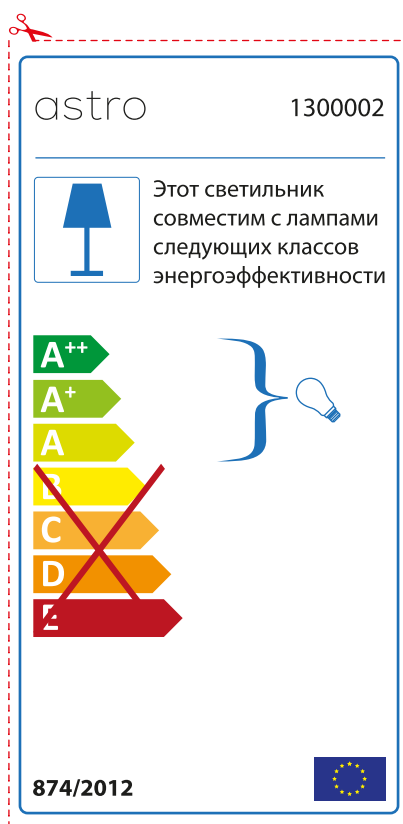 astro
1300002
Этот светильник
совместим с лампами
следующих классов
энергоэффективности
A++
A+
A
B
C
D
E
874/2012